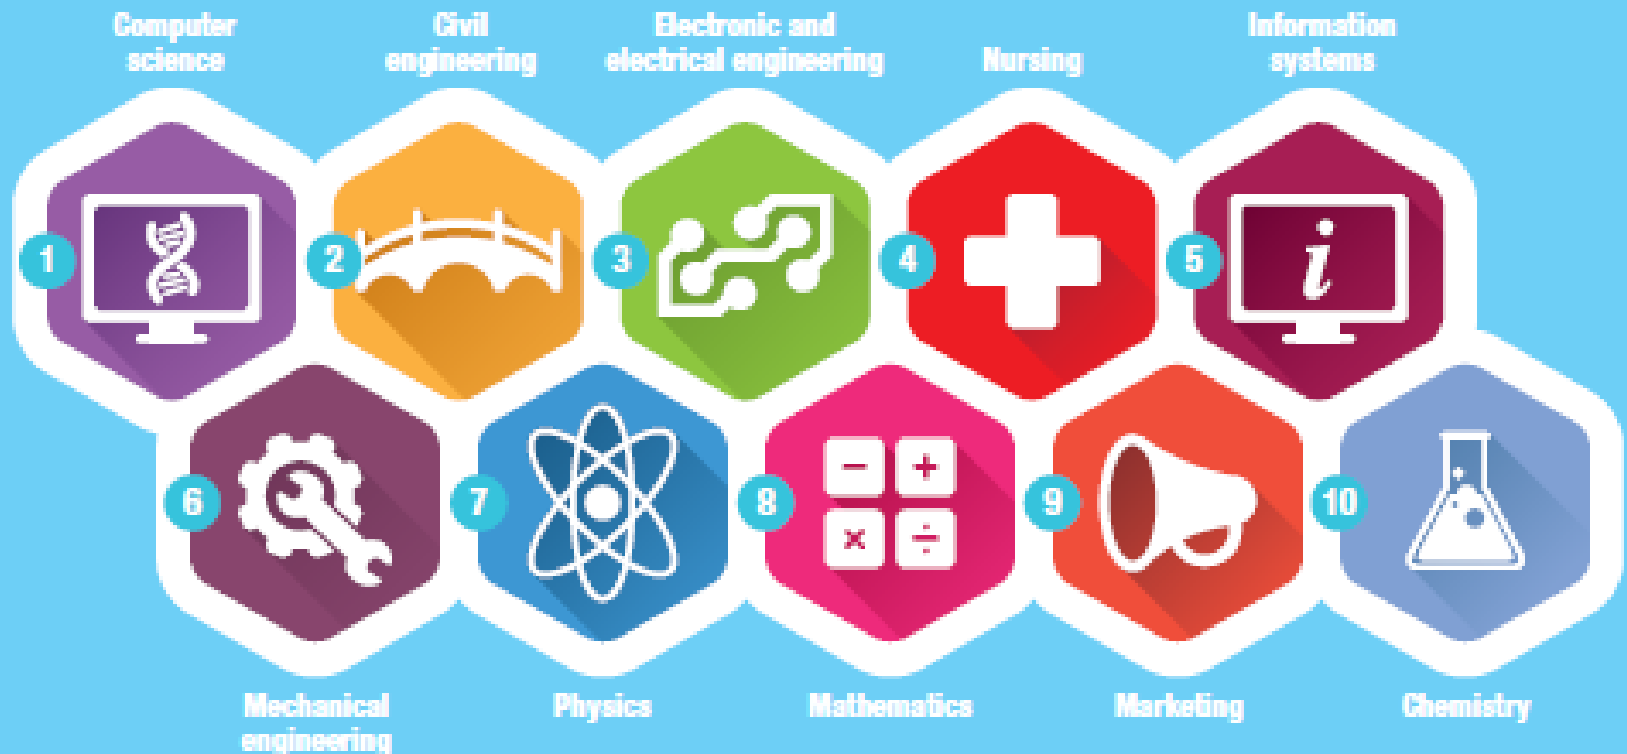 Computer
science
Civil
engineering
Electronic and
electrical engineering
Nursing
Information
systems
1
2
3
4
5
i
6
7
8
9
10
− +
× ÷
Mechanical
engineering
Physics
Mathematics
Marketing
Chemistry